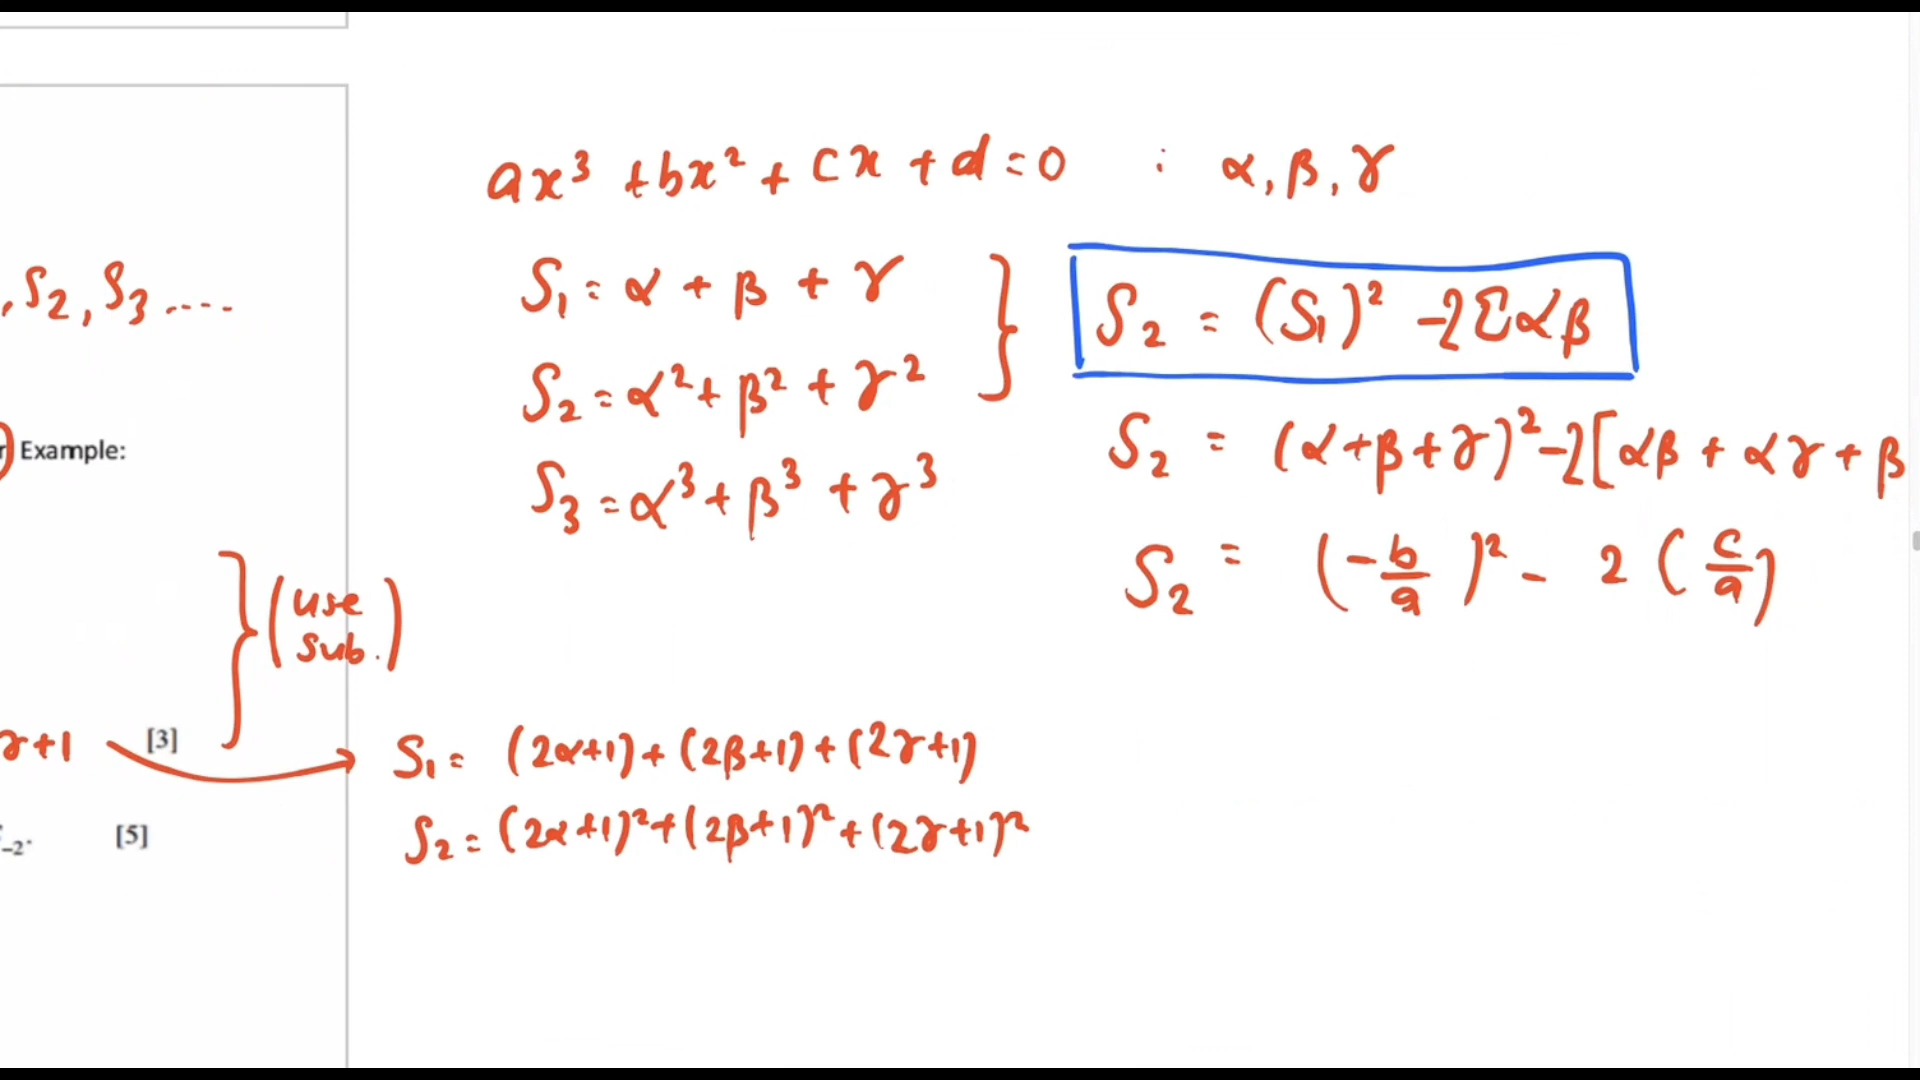 ax³ + bx² + cx + d = 0 : α, β, γ
S₁ = α + β + γ
S₂ = (S₁)² - 2Σαβ
, S₂, S₃ ....
S₂ = α² + β² + γ²
S₂ = (α+β+γ)² - 2[αβ + αγ + β
Example:
S₃ = α³ + β³ + γ³
S₂ = (-b/a)² - 2(c/a)
(use sub.)
γ+1 [3]
S₁ = (2α+1) + (2β+1) + (2γ+1)
₋₂. [5]
S₂ = (2α+1)² + (2β+1)² + (2γ+1)²